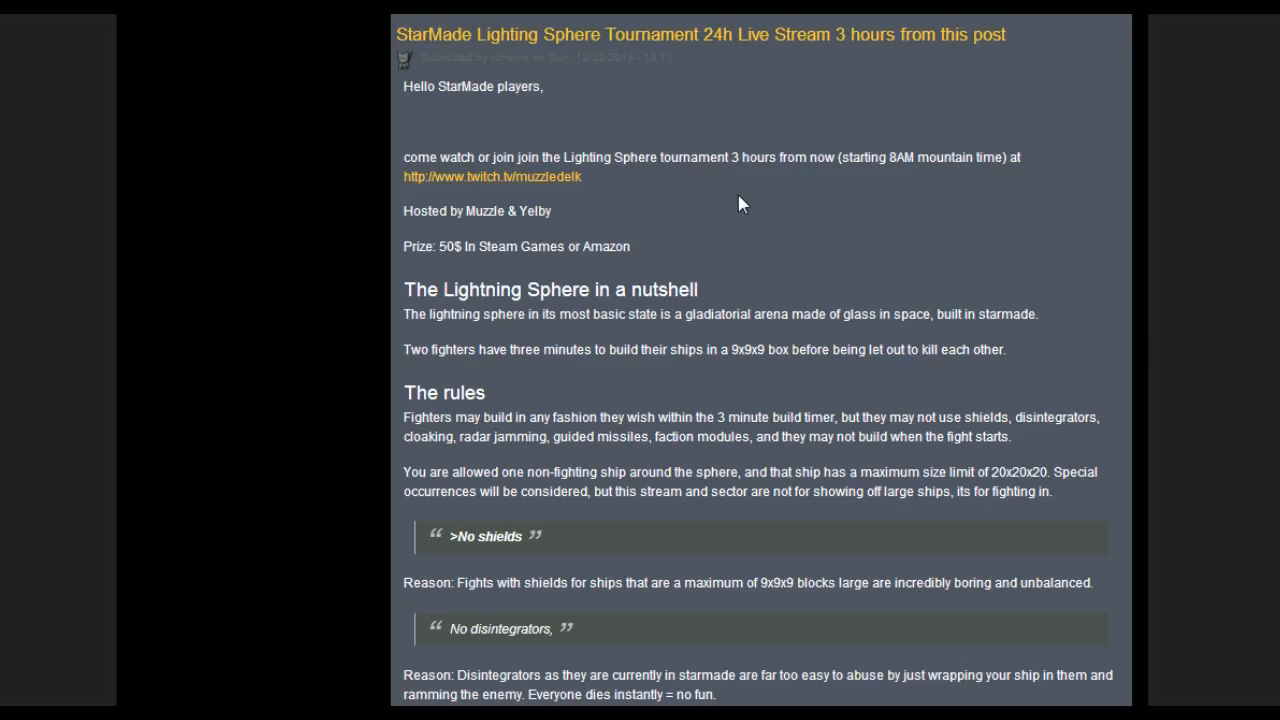 StarMade Lighting Sphere Tournament 24h Live Stream 3 hours from this post
Submitted by schema on Sun, 12/22/2013 - 13:11
Hello StarMade players,
come watch or join join the Lighting Sphere tournament 3 hours from now (starting 8AM mountain time) at
http://www.twitch.tv/muzzledelk
Hosted by Muzzle & Yelby
Prize: 50$ In Steam Games or Amazon
The Lightning Sphere in a nutshell
The lightning sphere in its most basic state is a gladiatorial arena made of glass in space, built in starmade.
Two fighters have three minutes to build their ships in a 9x9x9 box before being let out to kill each other.
The rules
Fighters may build in any fashion they wish within the 3 minute build timer, but they may not use shields, disintegrators,
cloaking, radar jamming, guided missiles, faction modules, and they may not build when the fight starts.
You are allowed one non-fighting ship around the sphere, and that ship has a maximum size limit of 20x20x20. Special
occurrences will be considered, but this stream and sector are not for showing off large ships, its for fighting in.
“ >No shields ”
Reason: Fights with shields for ships that are a maximum of 9x9x9 blocks large are incredibly boring and unbalanced.
“ No disintegrators, ”
Reason: Disintegrators as they are currently in starmade are far too easy to abuse by just wrapping your ship in them and
ramming the enemy. Everyone dies instantly = no fun.